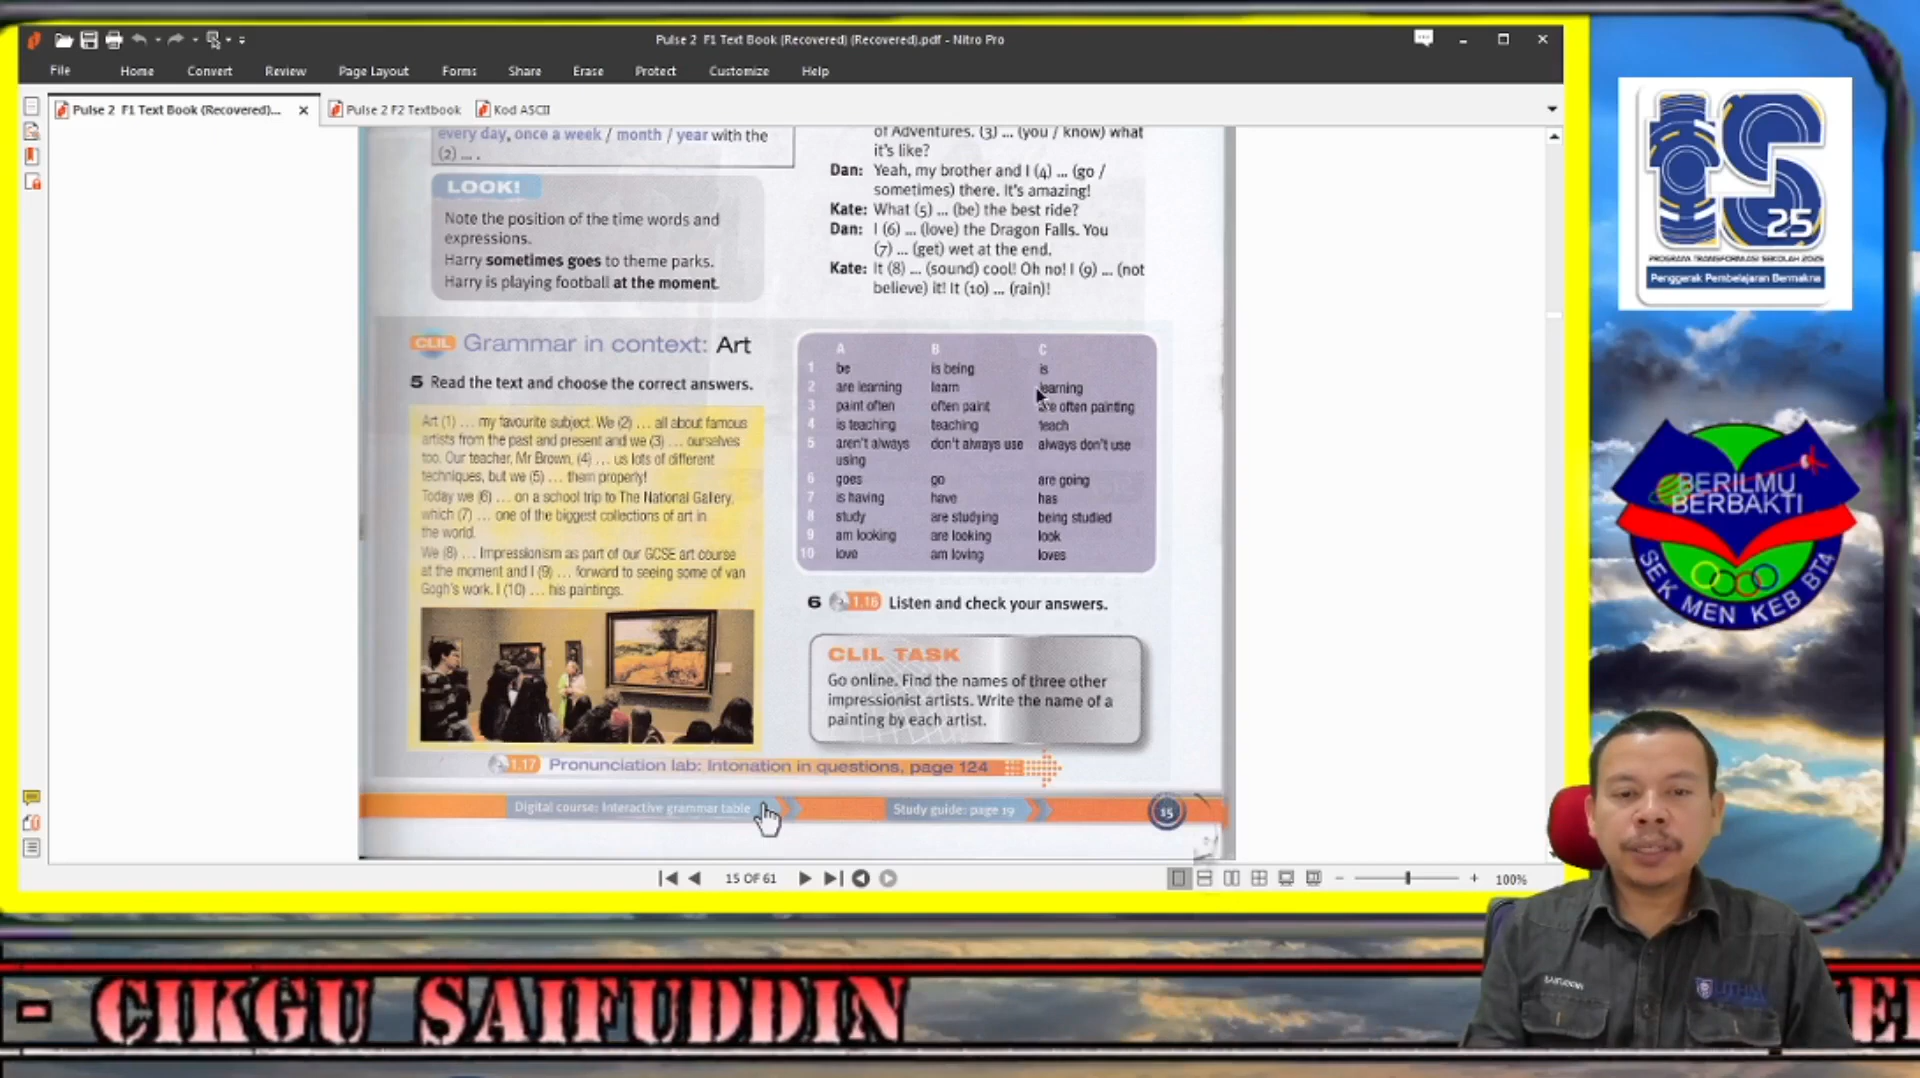 Pulse 2 F1 Text Book (Recovered) (Recovered).pdf - Nitro Pro
File Home Convert Review Page Layout Forms Share Erase Protect Customize Help
Pulse 2 F1 Text Book (Recovered)... Pulse 2 F2 Textbook Kod ASCII
every day, once a week / month / year with the
(2) ... .
LOOK!
Note the position of the time words and
expressions.
Harry sometimes goes to theme parks.
Harry is playing football at the moment.
of Adventures. (3) ... (you / know) what
it's like?
Dan: Yeah, my brother and I (4) ... (go /
sometimes) there. It's amazing!
Kate: What (5) ... (be) the best ride?
Dan: I (6) ... (love) the Dragon Falls. You
(7) ... (get) wet at the end.
Kate: It (8) ... (sound) cool! Oh no! I (9) ... (not
believe) it! It (10) ... (rain)!
CLIL Grammar in context: Art
5 Read the text and choose the correct answers.
Art (1) ... my favourite subject. We (2) ... all about famous
artists from the past and present and we (3) ... ourselves
too. Our teacher, Mr Brown, (4) ... us lots of different
techniques, but we (5) ... them properly!
Today we (6) ... on a school trip to The National Gallery,
which (7) ... one of the biggest collections of art in
the world.
We (8) ... Impressionism as part of our GCSE art course
at the moment and I (9) ... forward to seeing some of van
Gogh's work. I (10) ... his paintings.
A B C
1 be is being is
2 are learning learn learning
3 paint often often paint are often painting
4 is teaching teaching teach
5 aren't always don't always use always don't use
using
6 goes go are going
7 is having have has
8 study are studying being studied
9 am looking are looking look
10 love am loving loves
6 1.16 Listen and check your answers.
CLIL TASK
Go online. Find the names of three other
impressionist artists. Write the name of a
painting by each artist.
1.17 Pronunciation lab: Intonation in questions, page 124
Digital course: Interactive grammar table Study guide: page 19 15
15 OF 61 100%
25
PROGRAM TRANSFORMASI SEKOLAH 2025
Penggerak Pembelajaran Bermakna
BERILMU
BERBAKTI
SEK MEN KEB BT4
SAIFUDDIN
- CIKGU SAIFUDDIN